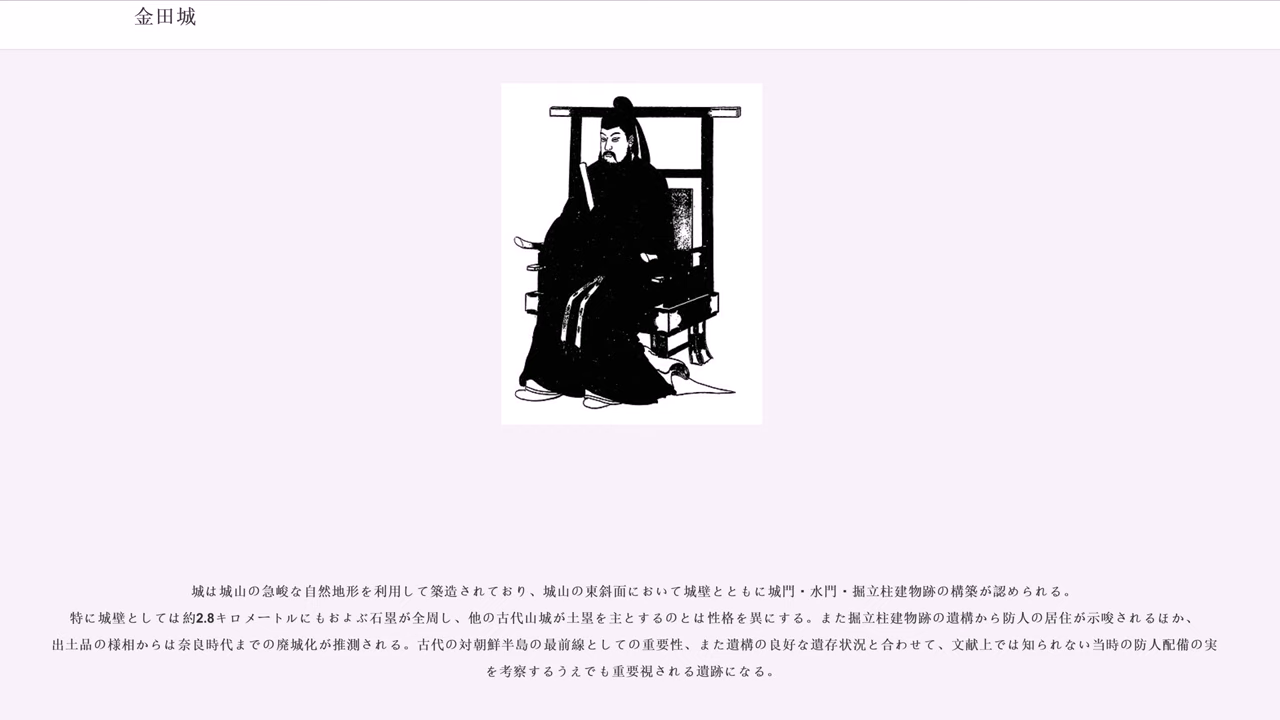 金田城
城は城山の急峻な自然地形を利用して築造されており、城山の東斜面において城壁とともに城門・水門・掘立柱建物跡の構築が認められる。
特に城壁としては約2.8キロメートルにもおよぶ石塁が全周し、他の古代山城が土塁を主とするのとは性格を異にする。また掘立柱建物跡の遺構から防人の居住が示唆されるほか、
出土品の様相からは奈良時代までの廃城化が推測される。古代の対朝鮮半島の最前線としての重要性、また遺構の良好な遺存状況と合わせて、文献上では知られない当時の防人配備の実
を考察するうえでも重要視される遺跡になる。